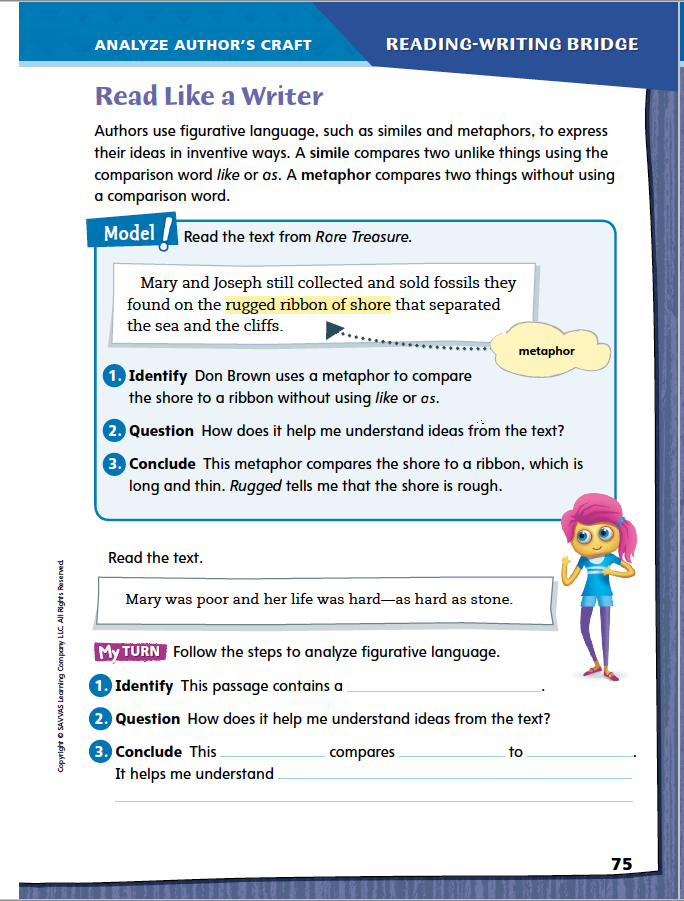 ANALYZE AUTHOR'S CRAFT
READING-WRITING BRIDGE
Read Like a Writer
Authors use figurative language, such as similes and metaphors, to express
their ideas in inventive ways. A simile compares two unlike things using the
comparison word like or as. A metaphor compares two things without using
a comparison word.
Model!
Read the text from Rare Treasure.
Mary and Joseph still collected and sold fossils they
found on the rugged ribbon of shore that separated
the sea and the cliffs.
metaphor
1. Identify Don Brown uses a metaphor to compare
the shore to a ribbon without using like or as.
2. Question How does it help me understand ideas from the text?
3. Conclude This metaphor compares the shore to a ribbon, which is
long and thin. Rugged tells me that the shore is rough.
Read the text.
Mary was poor and her life was hard—as hard as stone.
My TURN Follow the steps to analyze figurative language.
1. Identify This passage contains a ____.
2. Question How does it help me understand ideas from the text?
3. Conclude This ____ compares ____ to ____.
It helps me understand ____
Copyright © SAVVAS Learning Company LLC. All Rights Reserved.
75